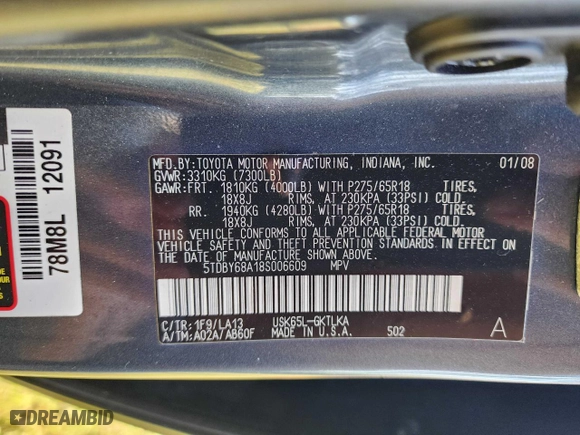 MFD.BY:TOYOTA MOTOR MANUFACTURING, INDIANA, INC. 01/08
GVWR:3310KG (7300LB)
GAWR:FRT. 1810KG (4000LB) WITH P275/65R18 TIRES,
18X8J RIMS, AT 230KPA (33PSI) COLD.
RR. 1940KG (4280LB) WITH P275/65R18 TIRES,
18X8J RIMS, AT 230KPA (33PSI) COLD.
THIS VEHICLE CONFORMS TO ALL APPLICABLE FEDERAL MOTOR
VEHICLE SAFETY AND BUMPER STANDARDS IN EFFECT ON
THE DATE OF MANUFACTURE SHOWN ABOVE.
5TDBY68A18S006609 MPV
C/TR:1F9/LA13 USK65L-GKTLKA
A/TM:A02A/AB60F MADE IN U.S.A. 502 A
78M8L 12091
DREAMBID